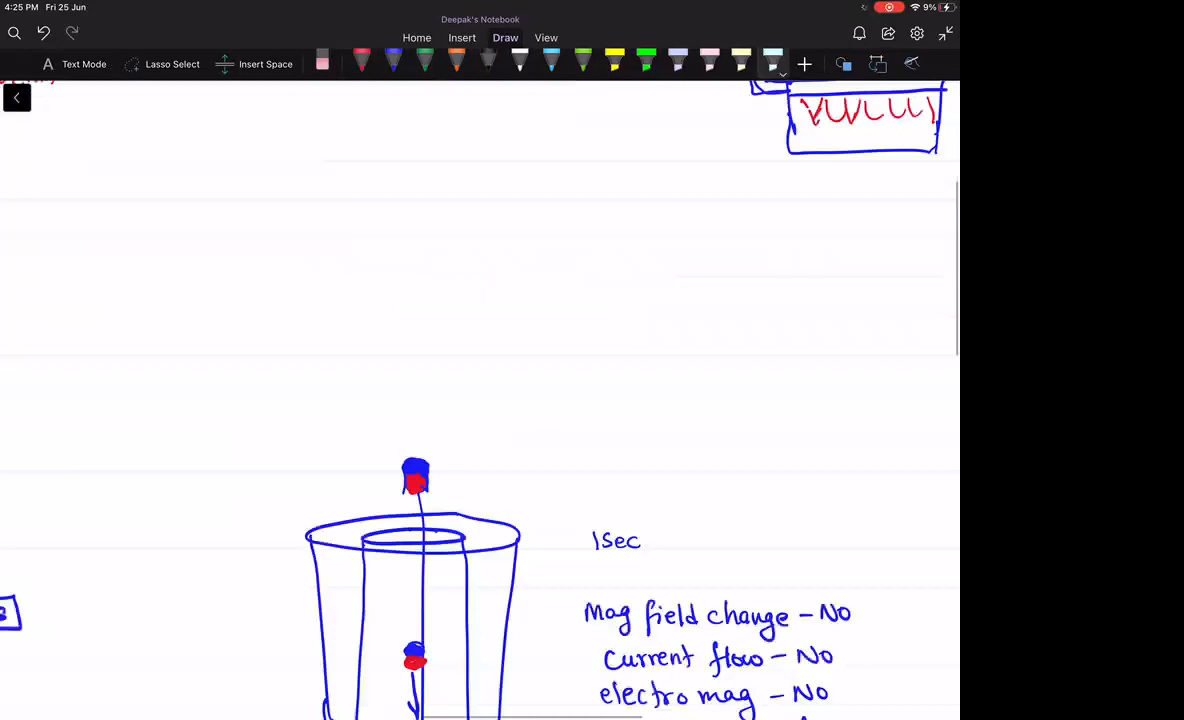 4:25 PM Fri 25 Jun
9%
Deepak's Notebook
Home Insert Draw View
A Text Mode Lasso Select Insert Space
1sec
Mag field change - No
Current flow - No
electro mag - No